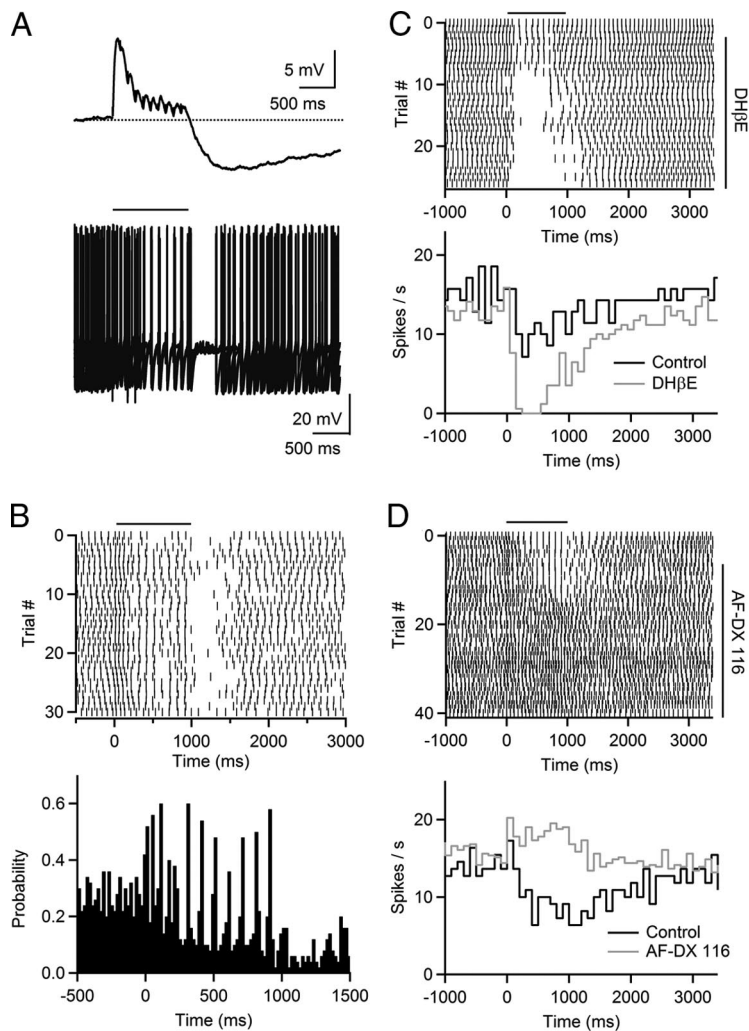 A
5 mV
500 ms
20 mV
500 ms
B
0
10
20
30
Trial #
0
1000
2000
3000
Time (ms)
0.6
0.4
0.2
0.0
Probability
-500
0
500
1000
1500
Time (ms)
C
0
10
20
Trial #
DHβE
-1000
0
1000
2000
3000
Time (ms)
20
10
0
Spikes / s
Control
DHβE
-1000
0
1000
2000
3000
Time (ms)
D
0
10
20
30
40
Trial #
AF-DX 116
-1000
0
1000
2000
3000
Time (ms)
20
10
0
Spikes / s
Control
AF-DX 116
-1000
0
1000
2000
3000
Time (ms)